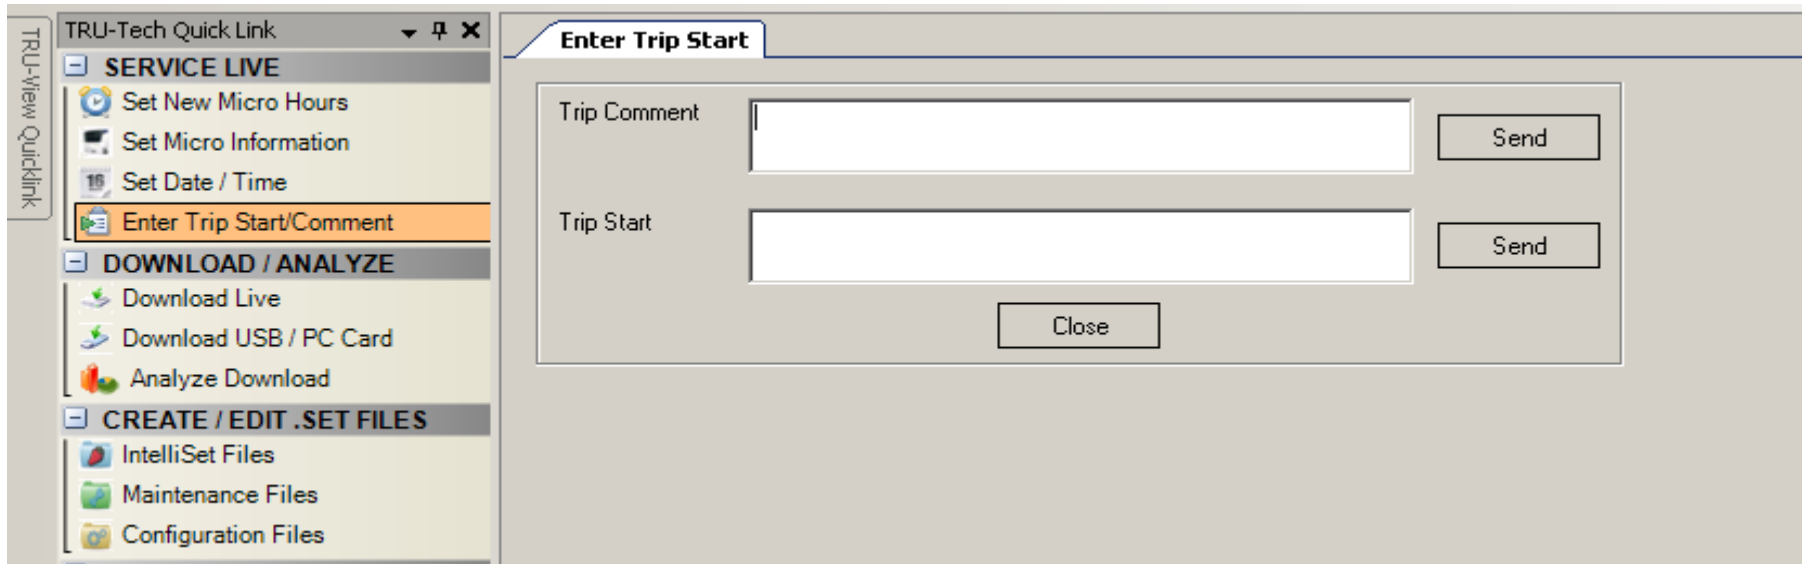 TRU-View Quicklink
TRU-Tech Quick Link
SERVICE LIVE
Set New Micro Hours
Set Micro Information
16 Set Date / Time
Enter Trip Start/Comment
DOWNLOAD / ANALYZE
Download Live
Download USB / PC Card
Analyze Download
CREATE / EDIT .SET FILES
IntelliSet Files
Maintenance Files
Configuration Files
Enter Trip Start
Trip Comment
Send
Trip Start
Send
Close